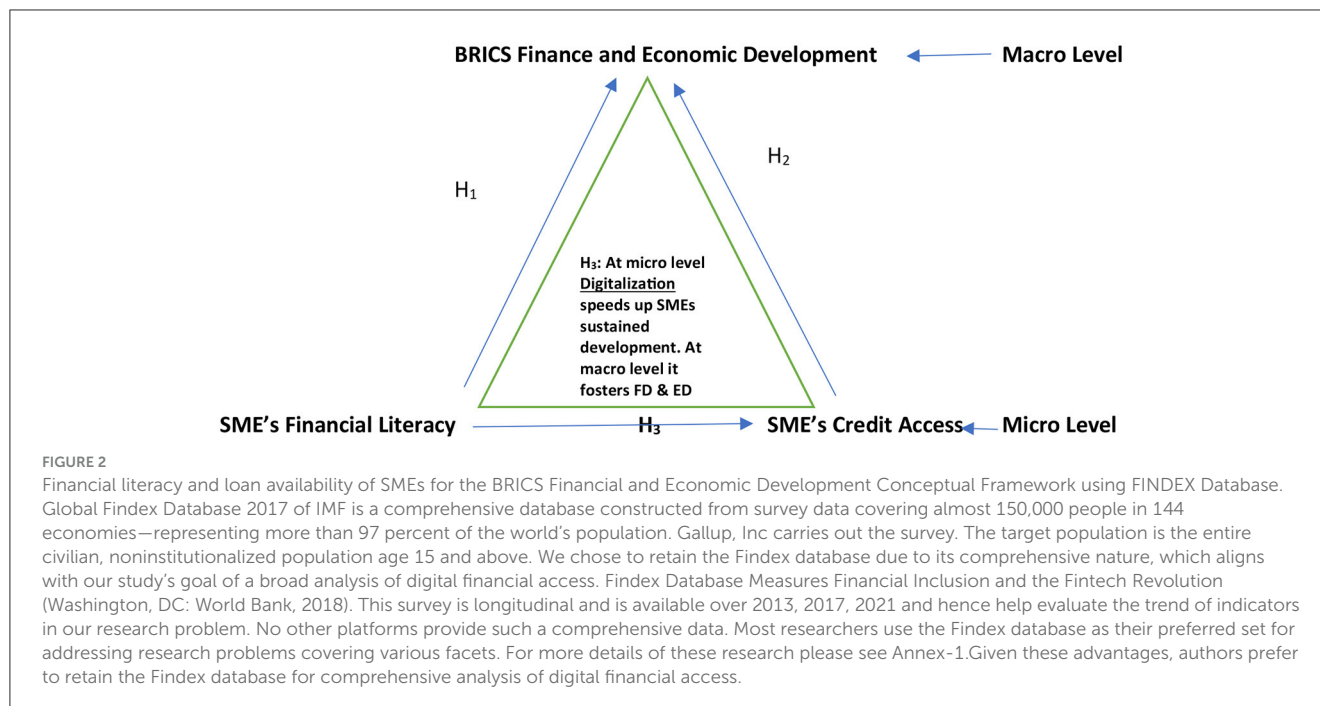 BRICS Finance and Economic Development
Macro Level
H₁
H₂
H₃: At micro level
Digitalization
speeds up SMEs
sustained
development. At
macro level it
fosters FD & ED
SME's Financial Literacy
H₃
SME's Credit Access
Micro Level
FIGURE 2
Financial literacy and loan availability of SMEs for the BRICS Financial and Economic Development Conceptual Framework using FINDEX Database.
Global Findex Database 2017 of IMF is a comprehensive database constructed from survey data covering almost 150,000 people in 144
economies—representing more than 97 percent of the world's population. Gallup, Inc carries out the survey. The target population is the entire
civilian, noninstitutionalized population age 15 and above. We chose to retain the Findex database due to its comprehensive nature, which aligns
with our study's goal of a broad analysis of digital financial access. Findex Database Measures Financial Inclusion and the Fintech Revolution
(Washington, DC: World Bank, 2018). This survey is longitudinal and is available over 2013, 2017, 2021 and hence help evaluate the trend of indicators
in our research problem. No other platforms provide such a comprehensive data. Most researchers use the Findex database as their preferred set for
addressing research problems covering various facets. For more details of these research please see Annex-1.Given these advantages, authors prefer
to retain the Findex database for comprehensive analysis of digital financial access.